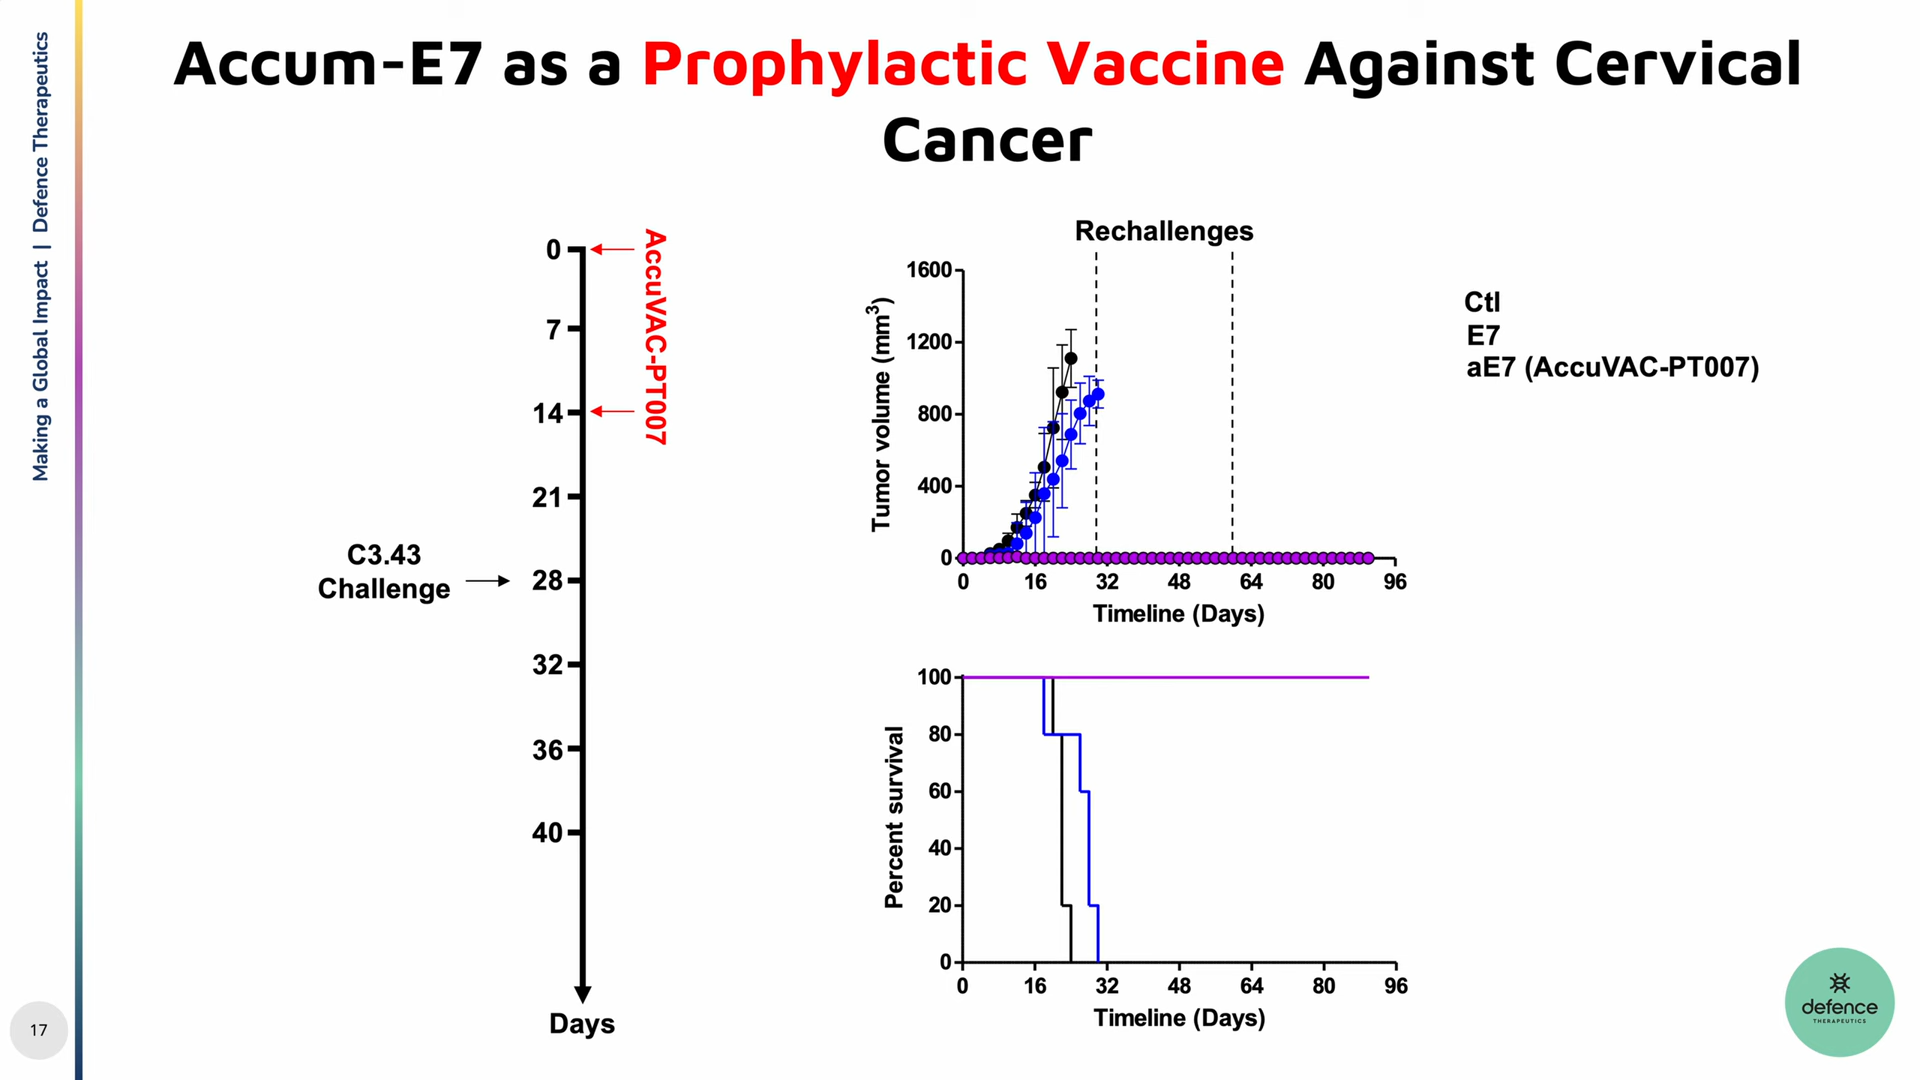 Accum-E7 as a Prophylactic Vaccine Against Cervical
Cancer
Making a Global Impact | Defence Therapeutics
0
7
14
21
28
32
36
40
Days
AccuVAC-PT007
C3.43
Challenge
Rechallenges
1600
1200
800
400
0
Tumor volume (mm³)
0 16 32 48 64 80 96
Timeline (Days)
Ctl
E7
aE7 (AccuVAC-PT007)
100
80
60
40
20
0
Percent survival
0 16 32 48 64 80 96
Timeline (Days)
17
defence
THERAPEUTICS